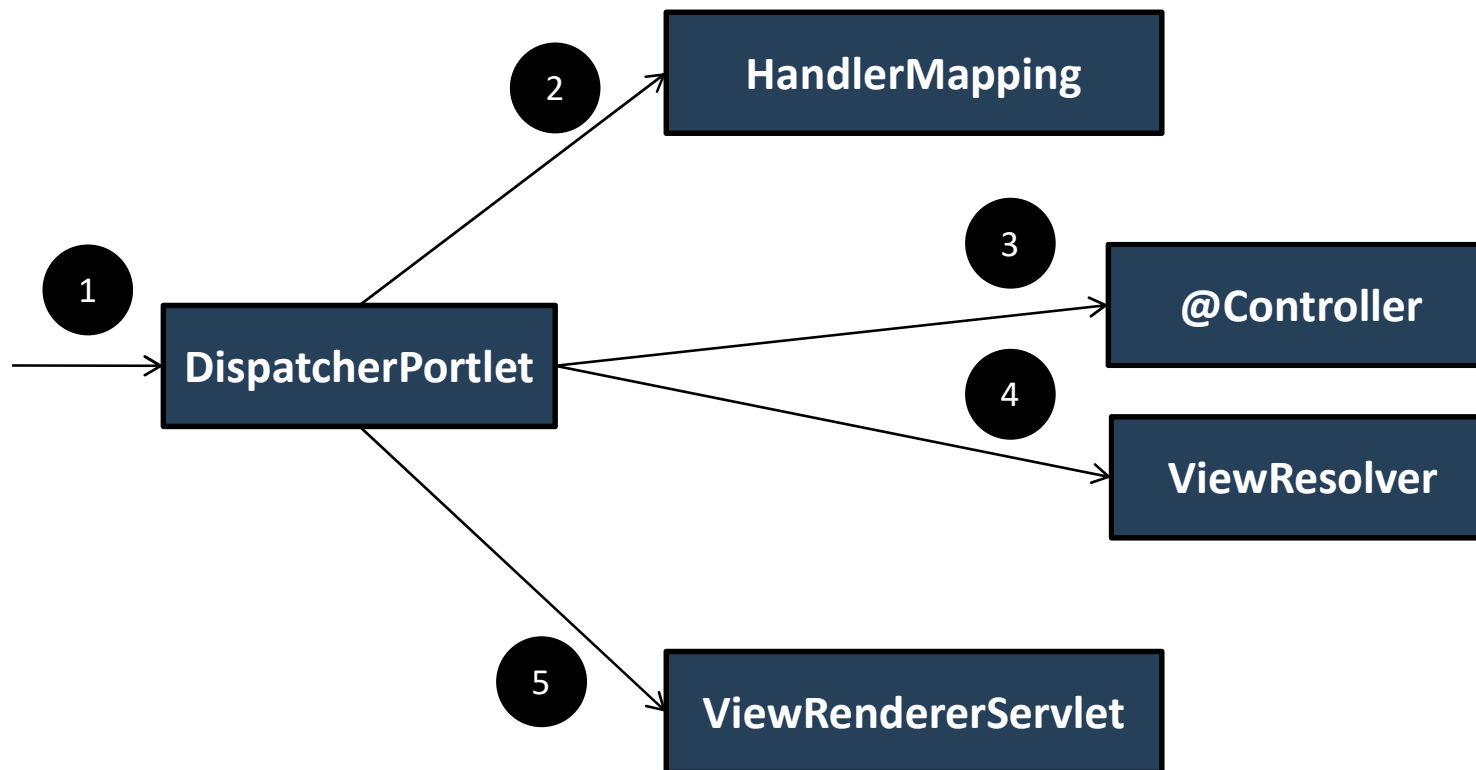 2
HandlerMapping
3
1
@Controller
DispatcherPortlet
4
ViewResolver
5
ViewRendererServlet